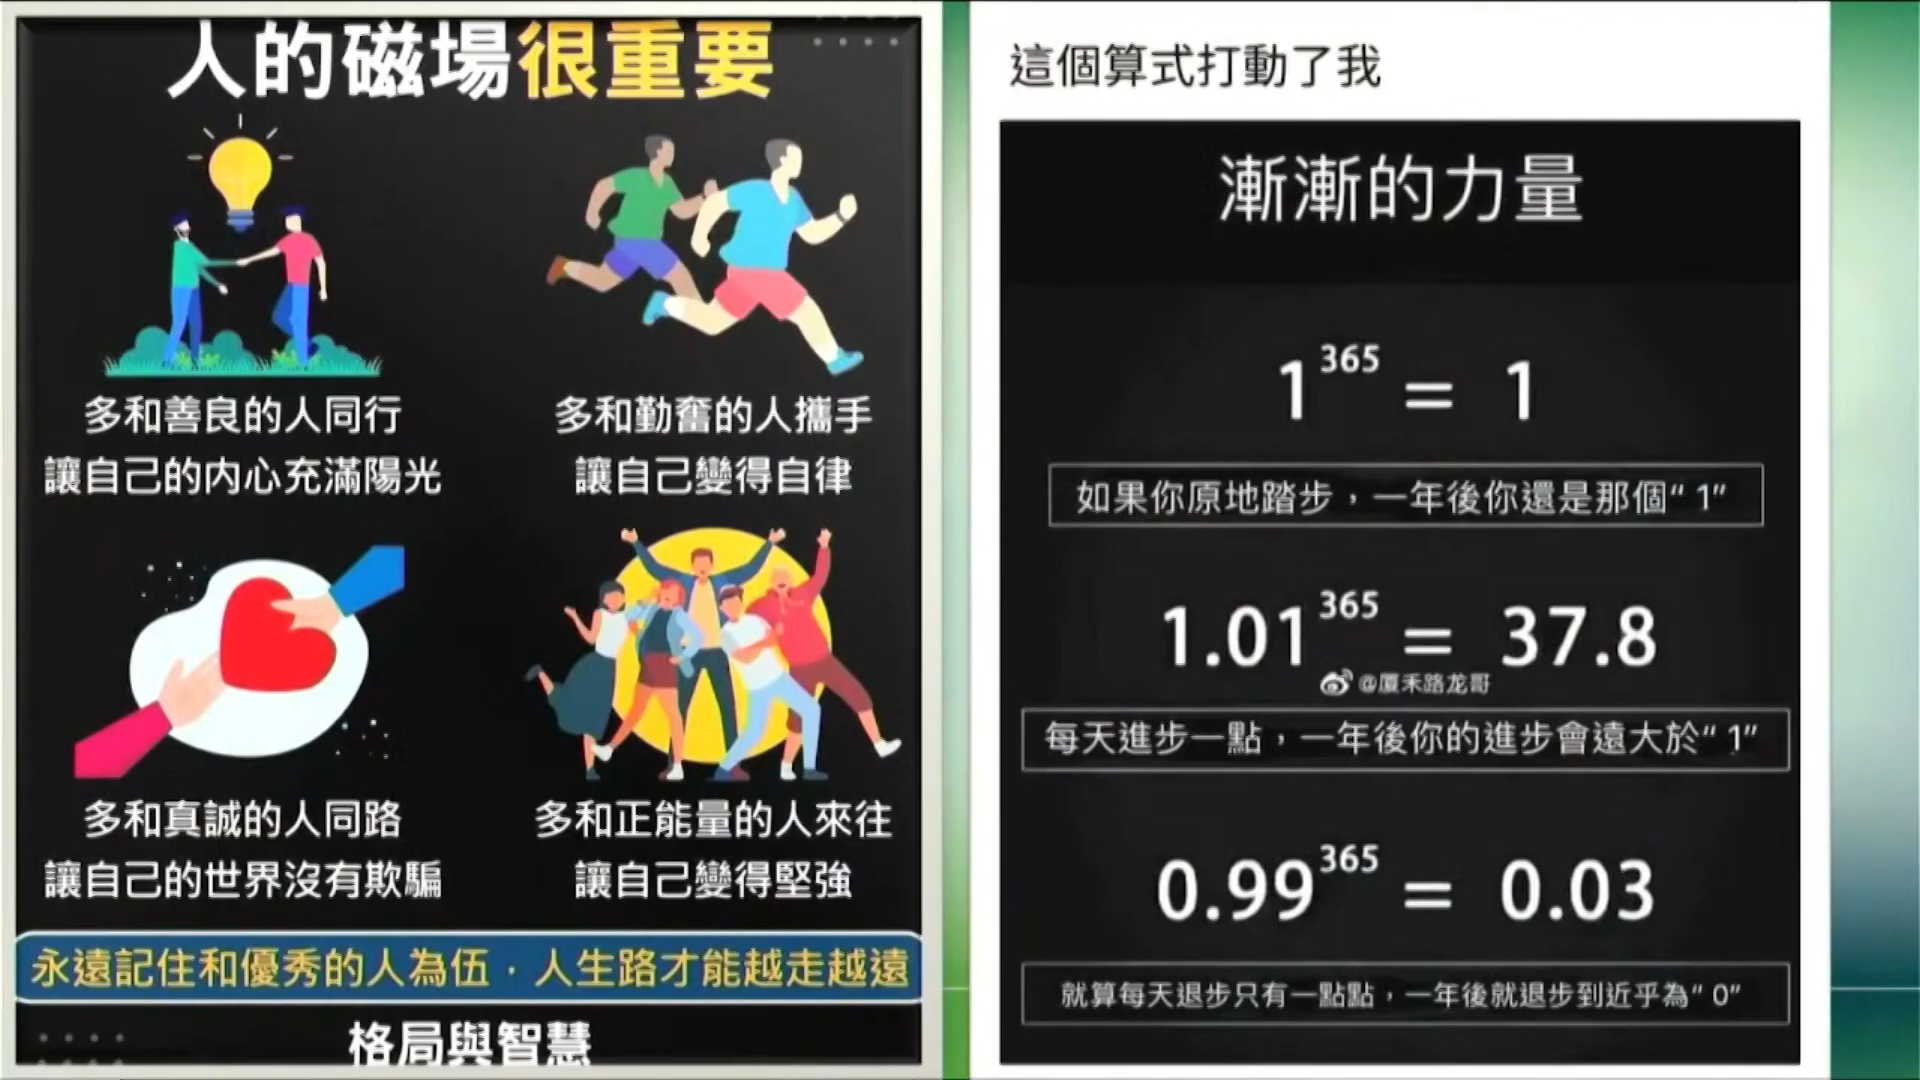 人的磁場很重要
多和善良的人同行
讓自己的内心充滿陽光
多和勤奮的人攜手
讓自己變得自律
多和真誠的人同路
讓自己的世界沒有欺騙
多和正能量的人來往
讓自己變得堅強
永遠記住和優秀的人為伍，人生路才能越走越遠
格局與智慧
這個算式打動了我
漸漸的力量
1^365 = 1
如果你原地踏步，一年後你還是那個“ 1”
1.01^365 = 37.8
@厦禾路龙哥
每天進步一點，一年後你的進步會遠大於“ 1”
0.99^365 = 0.03
就算每天退步只有一點點，一年後就退步到近乎為“ 0”